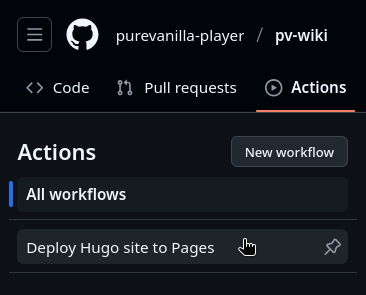 purevanilla-player / pv-wiki
Code Pull requests Actions
Actions New workflow
All workflows
Deploy Hugo site to Pages